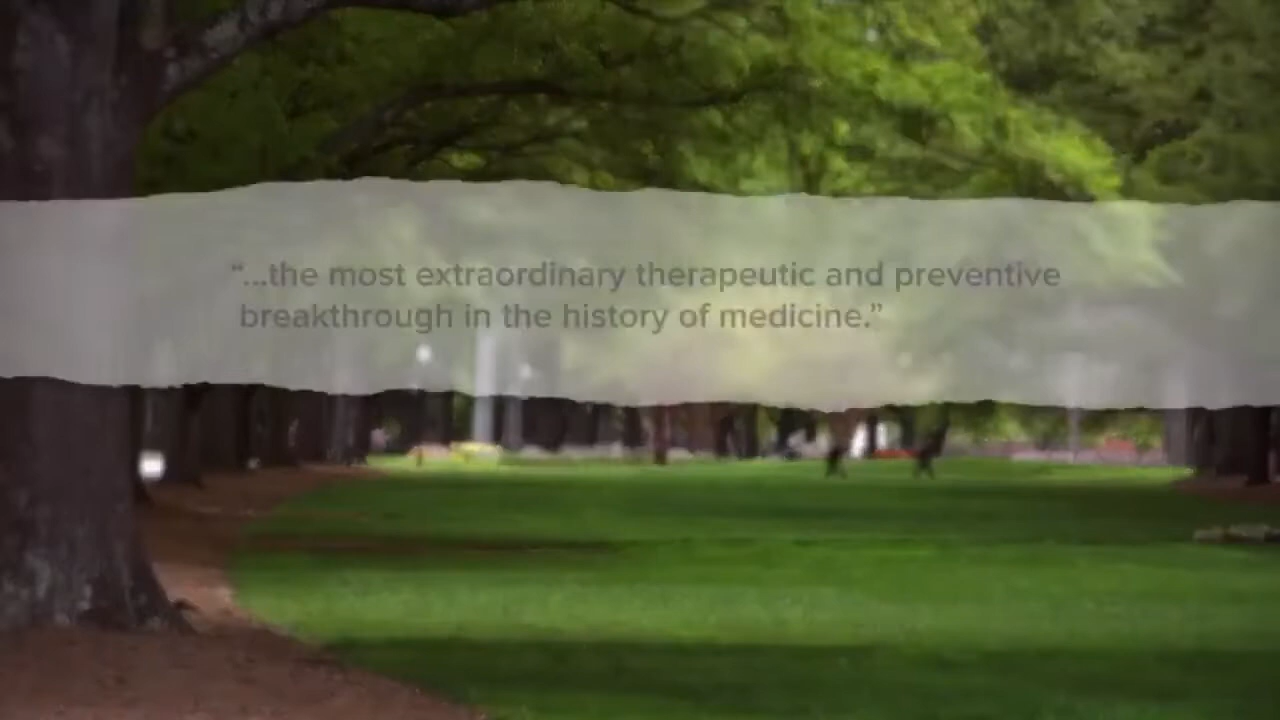 “...the most extraordinary therapeutic and preventive
breakthrough in the history of medicine.”